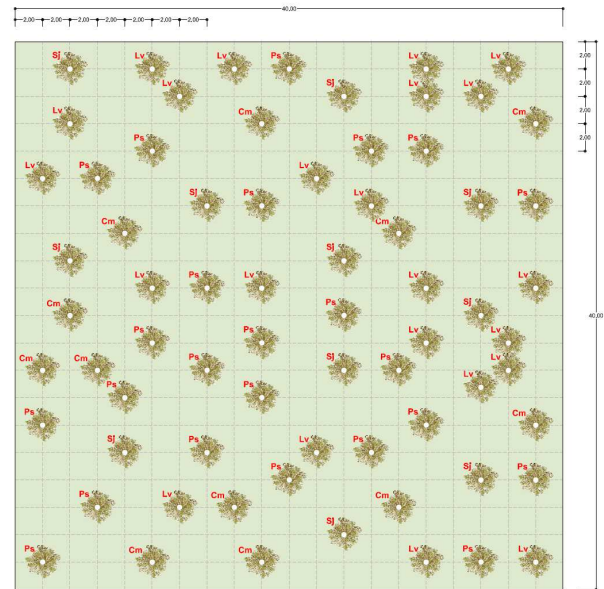 40,00
2,00 2,00 2,00 2,00 2,00 2,00 2,00
Sj Lv Lv Ps Lv Lv
Lv Sj Lv Lv
Lv Cm Cm
Ps Ps Ps
Lv Ps Lv
Sj Ps Lv Sj Ps
Cm Cm
Sj Sj
Lv Ps Lv Lv Lv
Cm Ps Sj
Ps Ps Lv Lv
Cm Cm Ps Sj Ps Lv
Lv
Ps Ps
Ps Ps Cm
Sj Ps Lv Ps
Ps Sj Ps
Ps Lv Cm Cm
Sj
Ps Cm Cm Lv Ps Lv
2,00
2,00
2,00
2,00
40,00